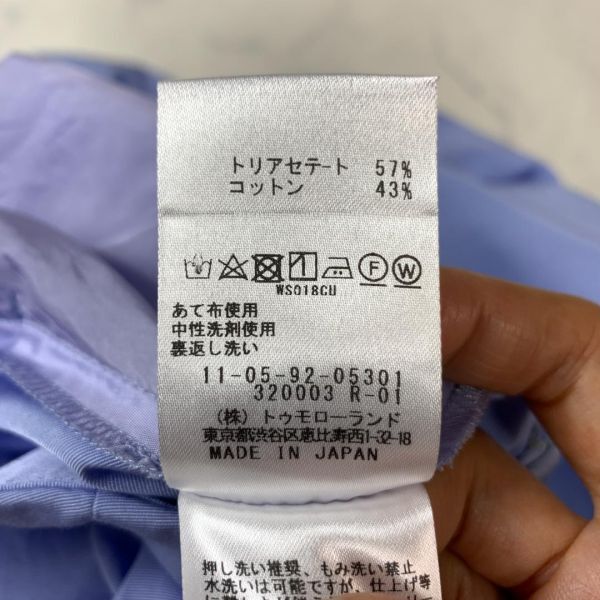 トリアセテート 57%
コットン 43%
F W
WS018CU
あて布使用
中性洗剤使用
裏返し洗い
11-05-92-05301
320003 R-01
(株) トゥモローランド
東京都渋谷区恵比寿西1-32-18
MADE IN JAPAN
押し洗い推奨、もみ洗い禁止
水洗いは可能ですが、仕上げ等